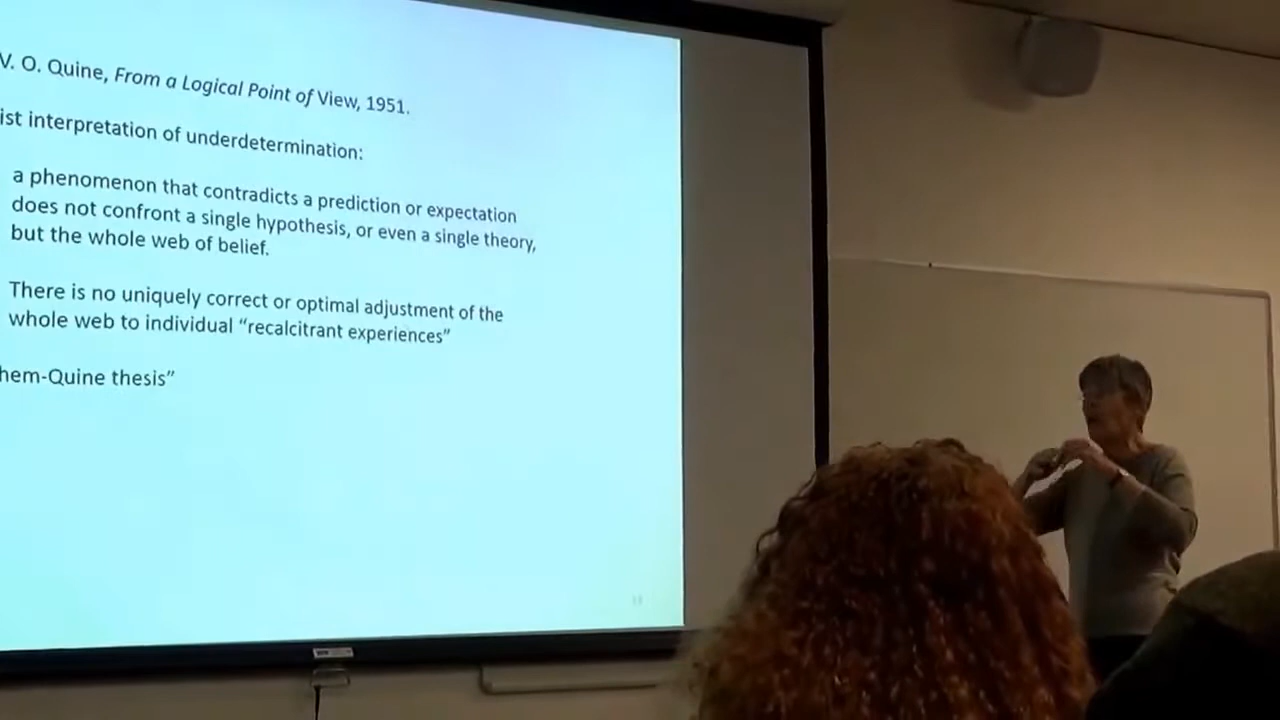 V. O. Quine, From a Logical Point of View, 1951.
ist interpretation of underdetermination:
a phenomenon that contradicts a prediction or expectation
does not confront a single hypothesis, or even a single theory,
but the whole web of belief.
There is no uniquely correct or optimal adjustment of the
whole web to individual “recalcitrant experiences”
hem-Quine thesis”